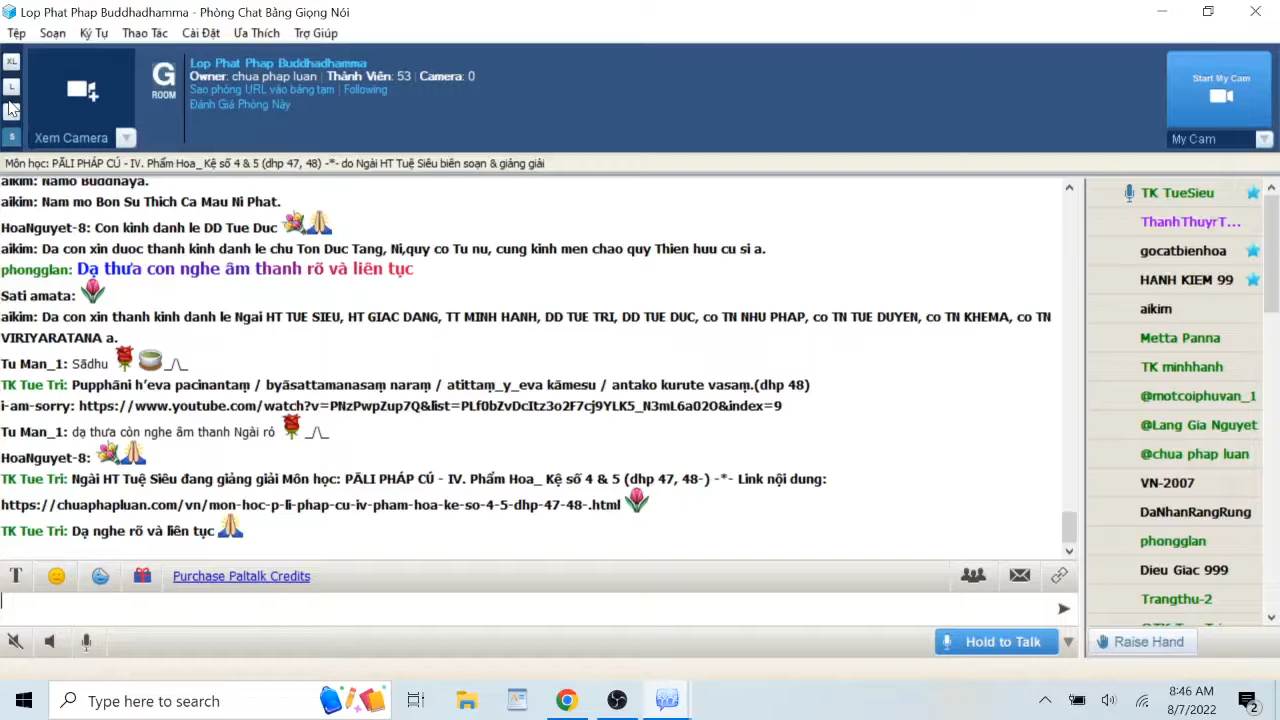 Lop Phat Phap Buddhadhamma - Phòng Chat Bằng Giọng Nói
Tệp Soạn Ký Tự Thao Tác Cài Đặt Ưa Thích Trợ Giúp
XL
L
S
Xem Camera
G
ROOM
Lop Phat Phap Buddhadhamma
Owner: chua phap luan | Thành Viên: 53 | Camera: 0
Sao phòng URL vào bảng tạm | Following
Đánh Giá Phòng Này
Start My Cam
My Cam
Môn học: PĀLI PHÁP CÚ - IV. Phẩm Hoa_ Kệ số 4 & 5 (dhp 47, 48) -*- do Ngài HT Tuệ Siêu biên soạn & giảng giải
aikim: Namo Buddhaya.
aikim: Nam mo Bon Su Thich Ca Mau Ni Phat.
HoaNguyet-8: Con kinh danh le DD Tue Duc
aikim: Da con xin duoc thanh kinh danh le chu Ton Duc Tang, Ni,quy co Tu nu, cung kinh men chao quy Thien huu cu si a.
phongglan: Dạ thưa con nghe âm thanh rõ và liên tục
Sati amata:
aikim: Da con xin thanh kinh danh le Ngai HT TUE SIEU, HT GIAC DANG, TT MINH HANH, DD TUE TRI, DD TUE DUC, co TN NHU PHAP, co TN TUE DUYEN, co TN KHEMA, co TN
VIRIYARATANA a.
Tu Man_1: Sādhu _/\_
TK Tue Tri: Pupphāni h’eva pacinantaṃ / byāsattamanasaṃ naraṃ / atittaṃ_y_eva kāmesu / antako kurute vasaṃ.(dhp 48)
i-am-sorry: https://www.youtube.com/watch?v=PNzPwpZup7Q&list=PLf0bZvDcItz3o2F7cj9YLK5_N3mL6a02O&index=9
Tu Man_1: dạ thưa còn nghe âm thanh Ngài ró _/\_
HoaNguyet-8:
TK Tue Tri: Ngài HT Tuệ Siêu đang giảng giải Môn học: PĀLI PHÁP CÚ - IV. Phẩm Hoa_ Kệ số 4 & 5 (dhp 47, 48-) -*- Link nội dung:
https://chuaphapluan.com/vn/mon-hoc-p-li-phap-cu-iv-pham-hoa-ke-so-4-5-dhp-47-48-.html
TK Tue Tri: Dạ nghe rõ và liên tục
TK TueSieu
ThanhThuyrT...
gocatbienhoa
HANH KIEM 99
aikim
Metta Panna
TK minhhanh
@motcoiphuvan_1
@Lang Gia Nguyet
@chua phap luan
VN-2007
DaNhanRangRung
phongglan
Dieu Giac 999
Trangthu-2
T Purchase Paltalk Credits
Hold to Talk
Raise Hand
Type here to search
8:46 AM
8/7/2022
2